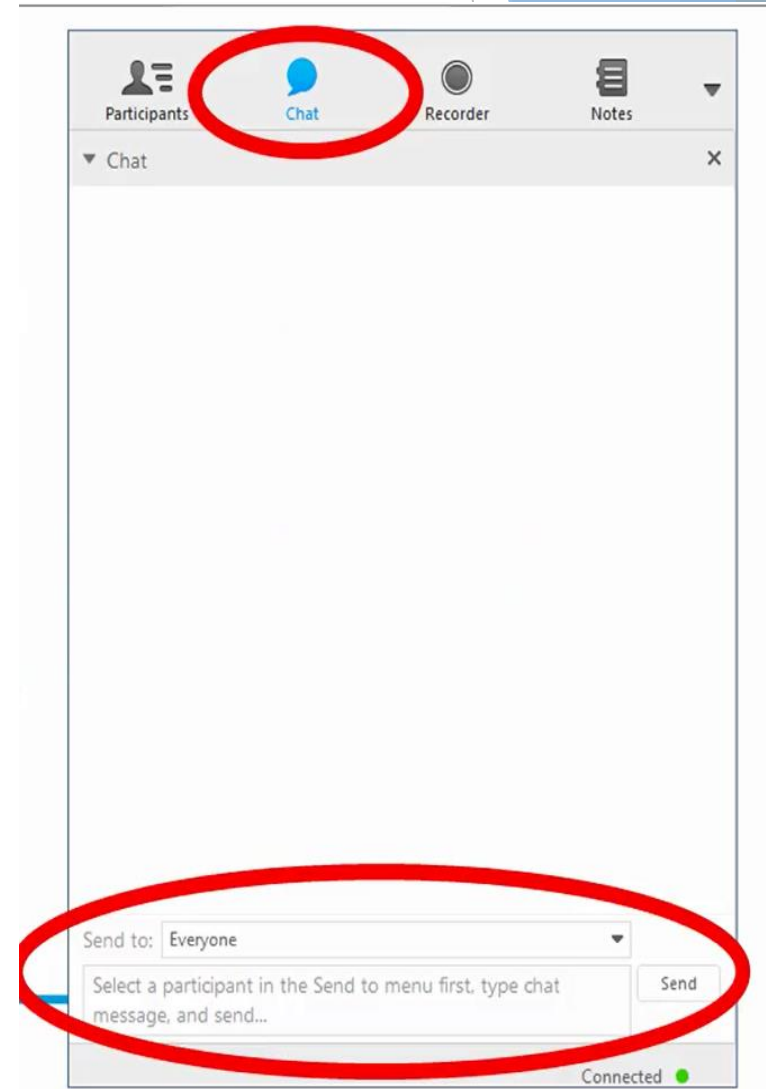 Participants Chat Recorder Notes
Chat
Send to: Everyone
Select a participant in the Send to menu first, type chat
message, and send...
Send
Connected